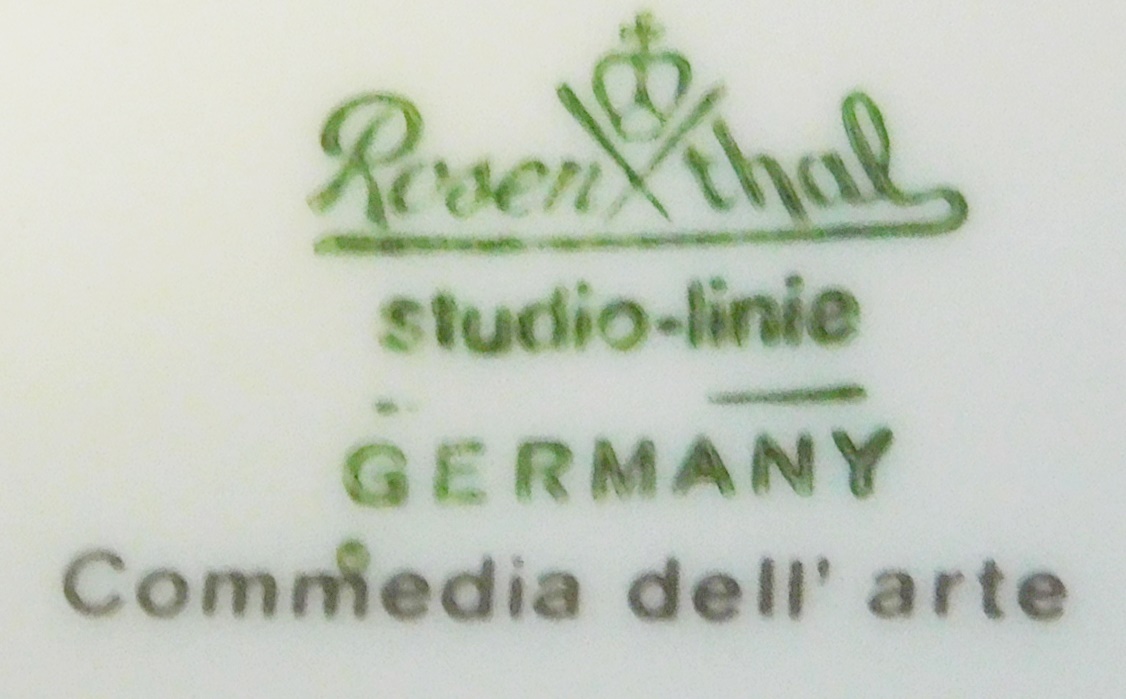 Rosenthal
studio-linie
GERMANY
Commedia dell' arte